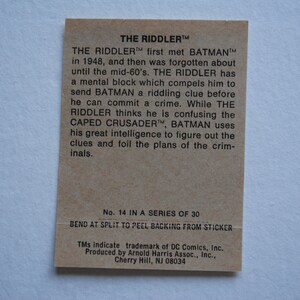 THE RIDDLER™
THE RIDDLER™ first met BATMAN™
in 1948, and then was forgotten about
until the mid-60's. THE RIDDLER has
a mental block which compels him to
send BATMAN a riddling clue before
he can commit a crime. While THE
RIDDLER thinks he is confusing the
CAPED CRUSADER™, BATMAN uses
his great intelligence to figure out the
clues and foil the plans of the crim-
inals.
No. 14 IN A SERIES OF 30
BEND AT SPLIT TO PEEL BACKING FROM STICKER
TMs indicate trademark of DC Comics, Inc.
Produced by Arnold Harris Assoc., Inc.,
Cherry Hill, NJ 08034